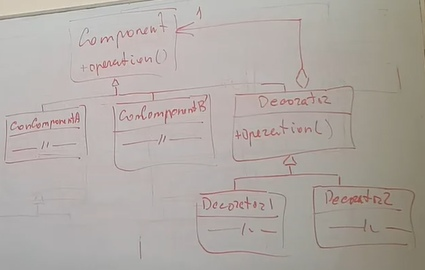 Component
1
+operation()
ConComponentA
—//—
ConComponentB
—//—
Decorator
+operation()
Decorator1
—//—
Decorator2
—//—